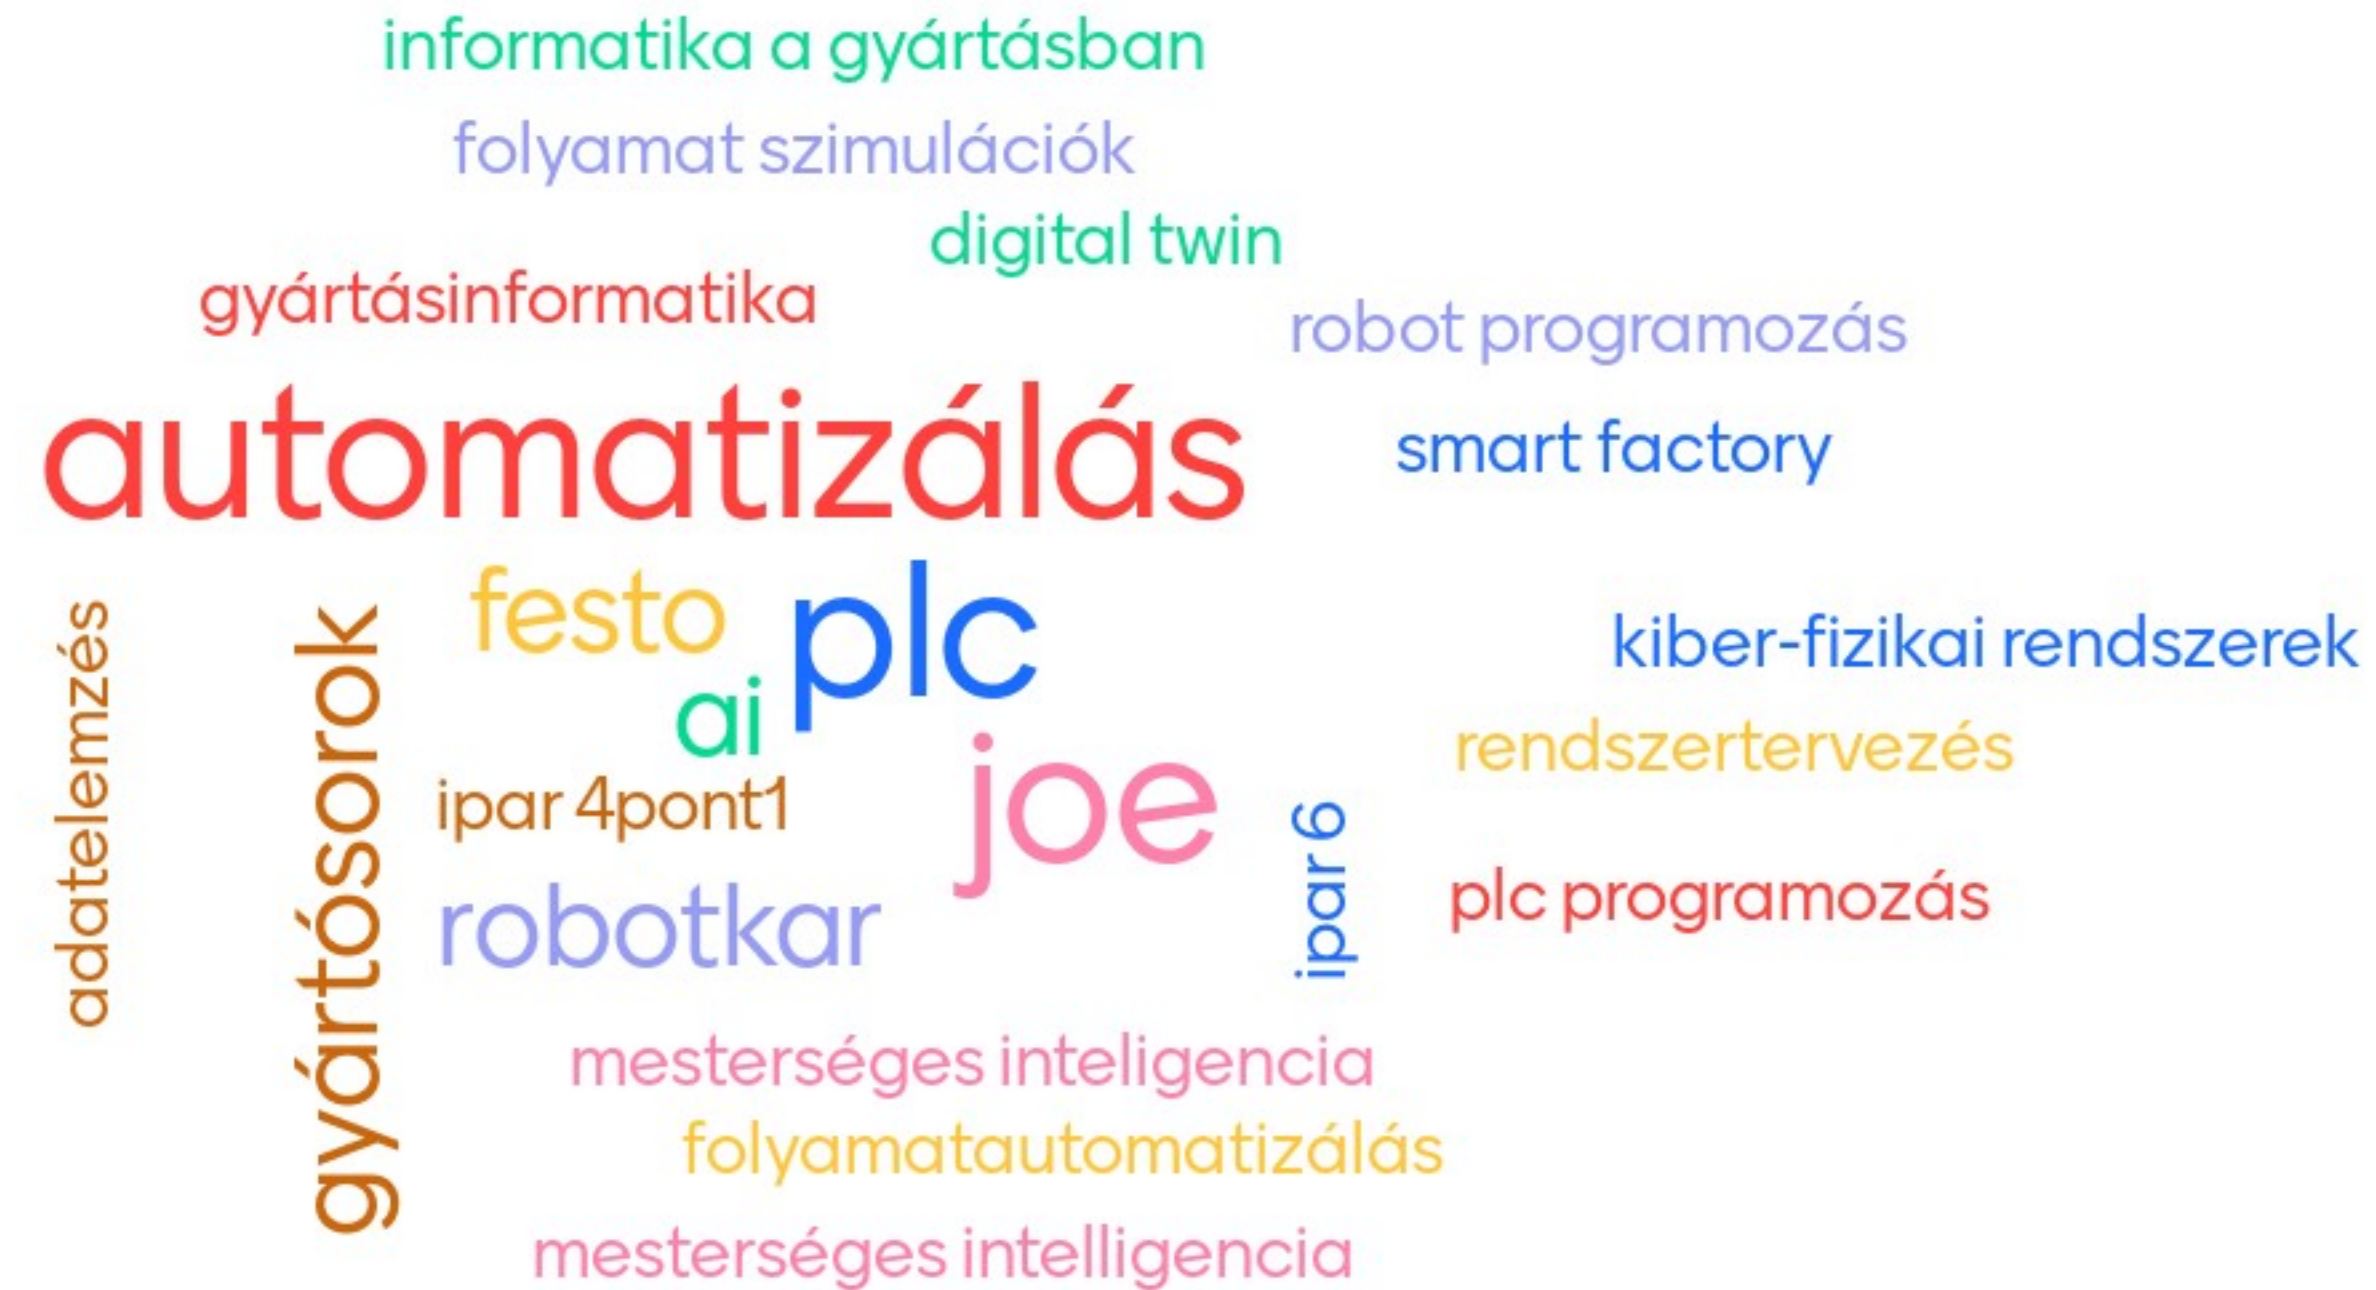 informatika a gyártásban
folyamat szimulációk
digital twin
gyártásinformatika
robot programozás
automatizálás
smart factory
festo
plc
kiber-fizikai rendszerek
adatelemzés
gyártósorok
ai
rendszertervezés
ipar 4pont1
joe
ipar 6
plc programozás
robotkar
mesterséges inteligencia
folyamatautomatizálás
mesterséges intelligencia